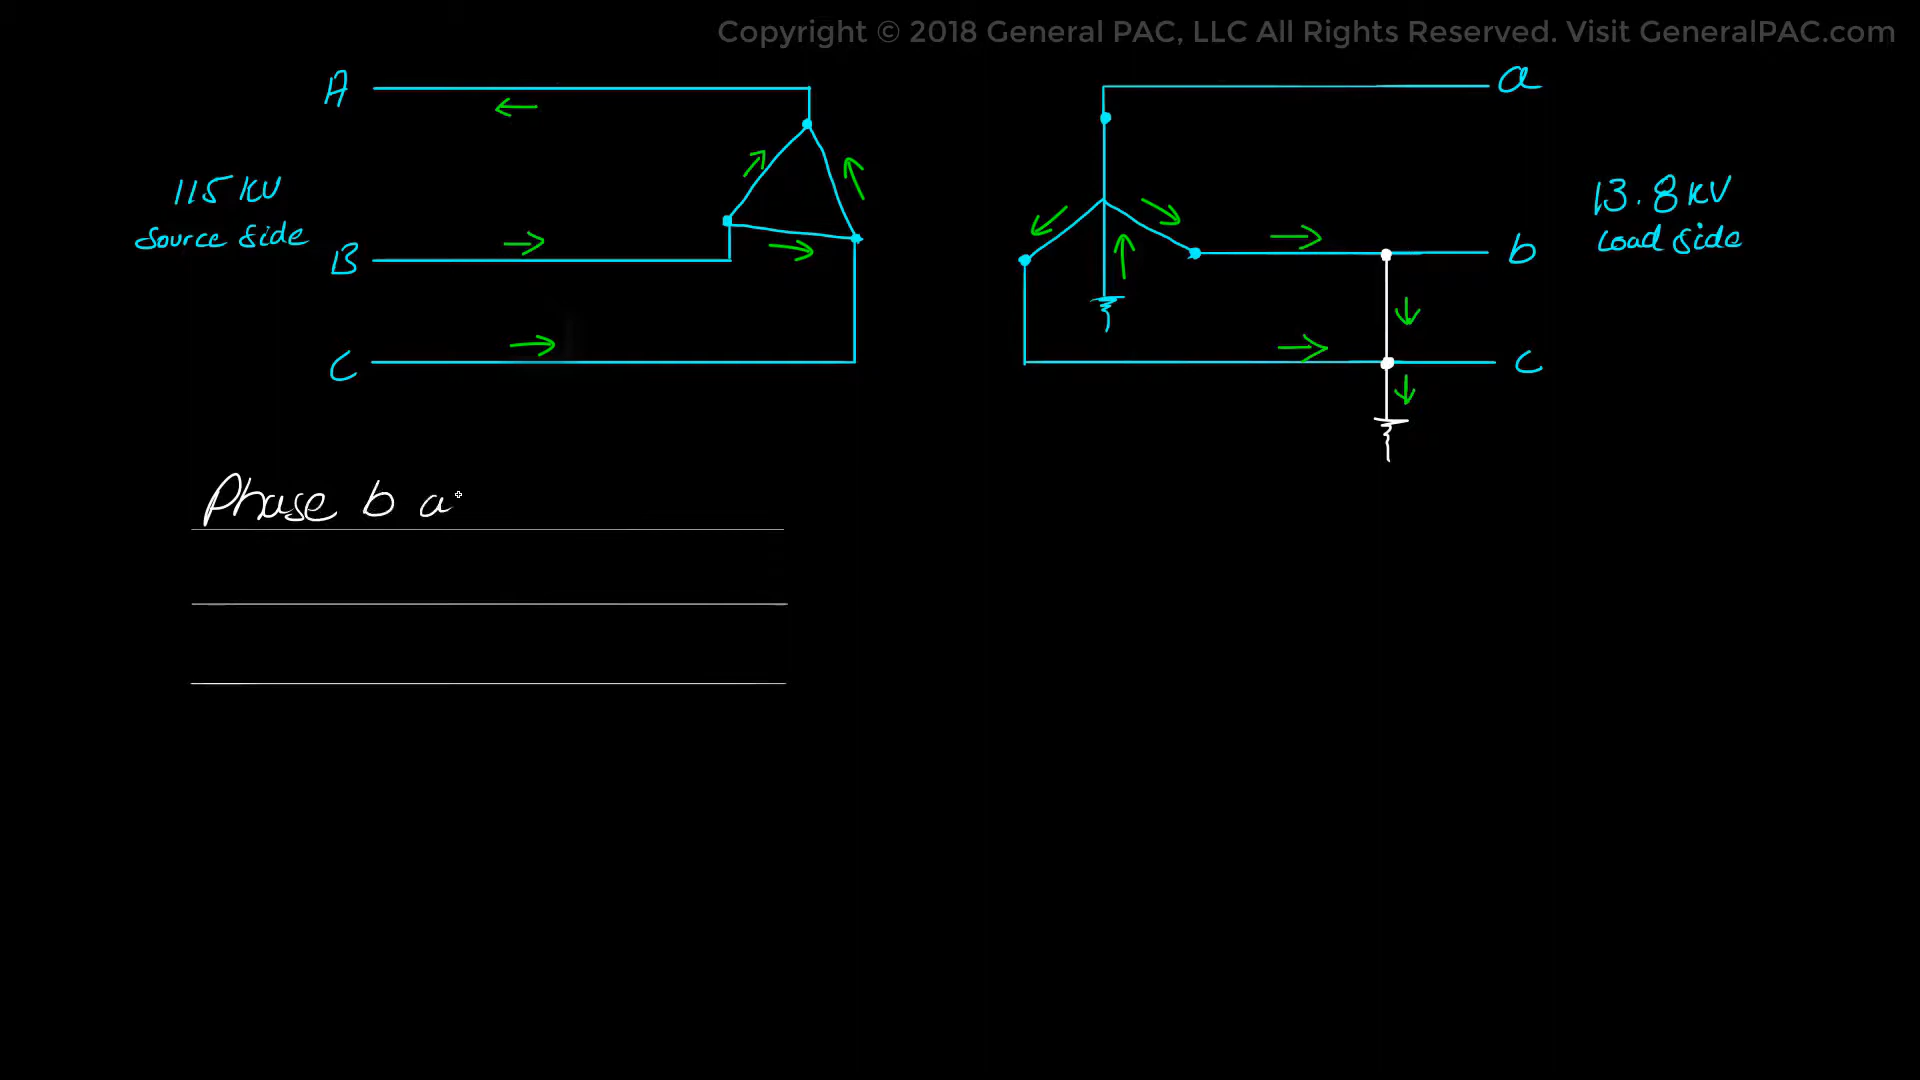 Copyright © 2018 General PAC, LLC All Rights Reserved. Visit GeneralPAC.com
A
a
115 KV
Source Side
13.8 KV
Load Side
B
b
C
c
Phase b a